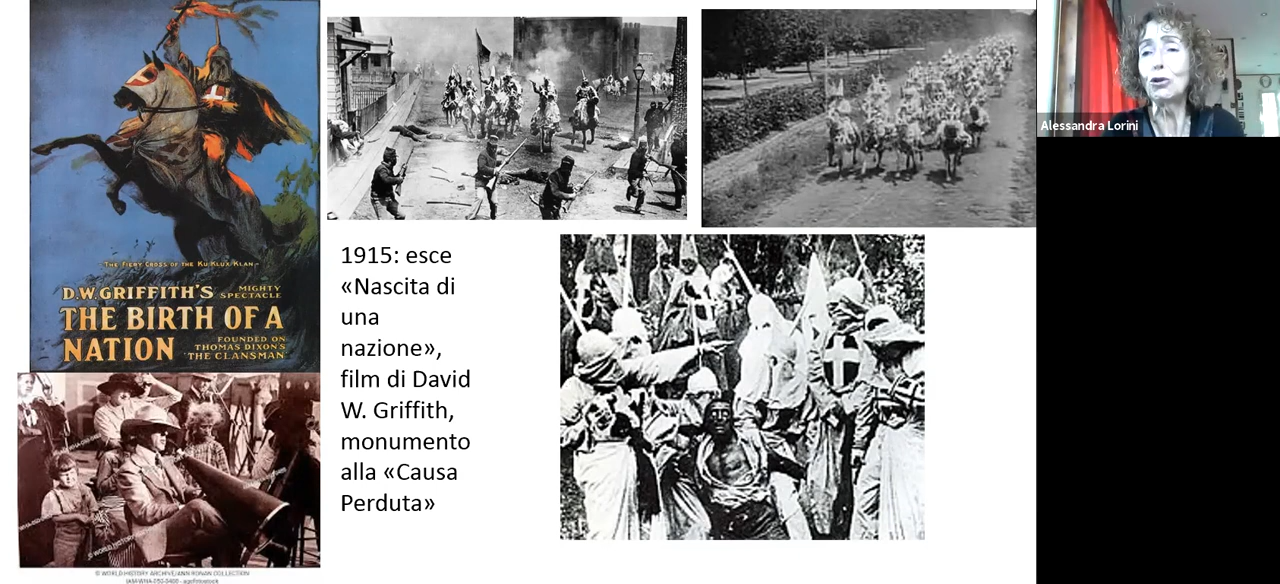 -THE FIERY CROSS OF THE KU KLUX KLAN-
D.W. GRIFFITH'S
MIGHTY
SPECTACLE
THE BIRTH OF A
NATION
FOUNDED ON
THOMAS DIXON'S
'THE CLANSMAN'
1915: esce
«Nascita di
una
nazione»,
film di David
W. Griffith,
monumento
alla «Causa
Perduta»
Alessandra Lorini
© WORLD HISTORY ARCHIVE/ANN RONAN COLLECTION